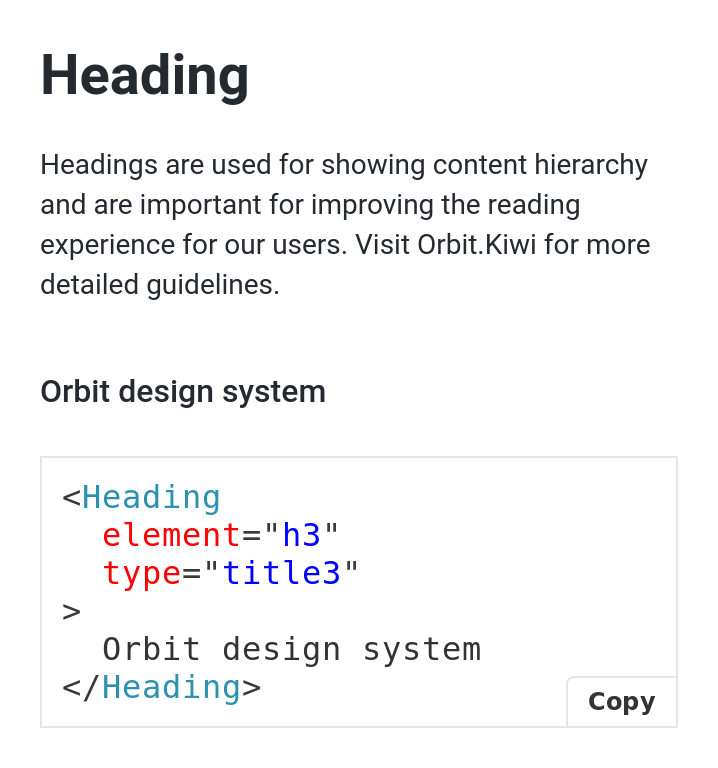 Heading
Headings are used for showing content hierarchy
and are important for improving the reading
experience for our users. Visit Orbit.Kiwi for more
detailed guidelines.
Orbit design system
<Heading
  element="h3"
  type="title3"
>
  Orbit design system
</Heading>
Copy